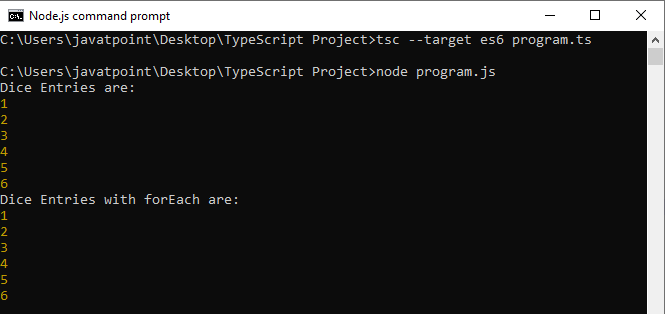 Node.js command prompt
C:\Users\javatpoint\Desktop\TypeScript Project>tsc --target es6 program.ts
C:\Users\javatpoint\Desktop\TypeScript Project>node program.js
Dice Entries are:
1
2
3
4
5
6
Dice Entries with forEach are:
1
2
3
4
5
6